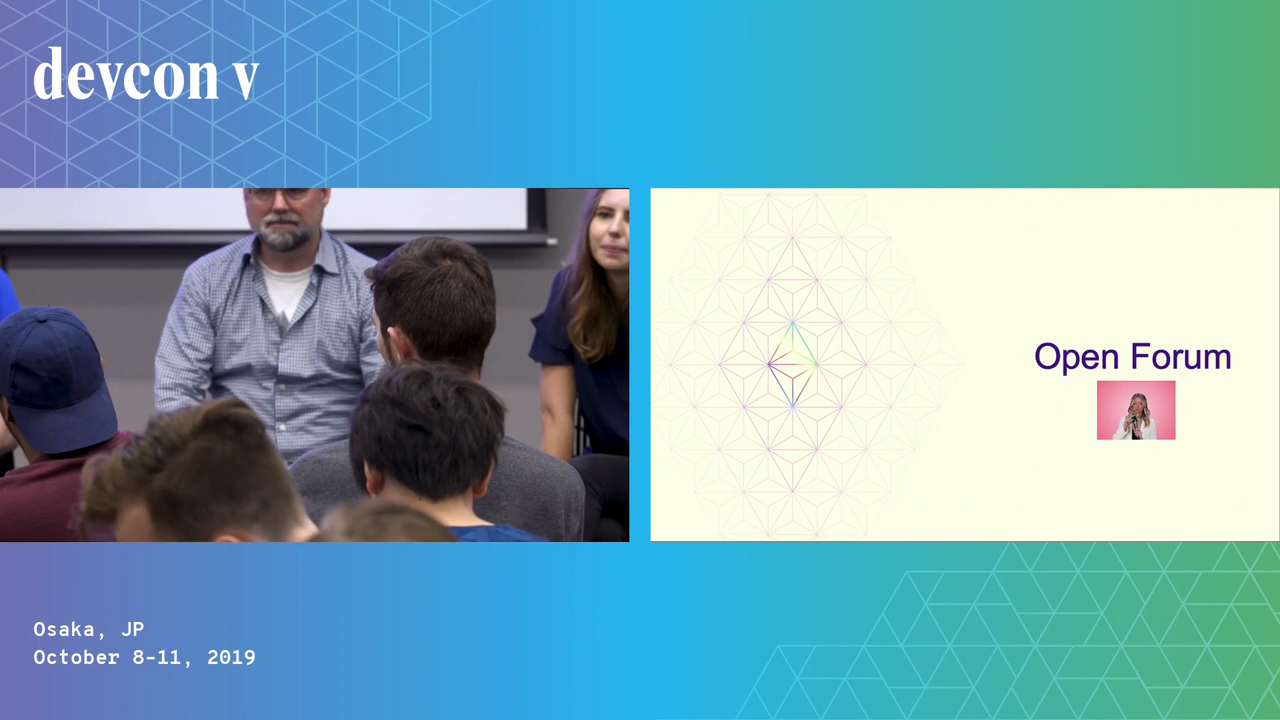 devcon v
Open Forum
Osaka, JP
October 8-11, 2019